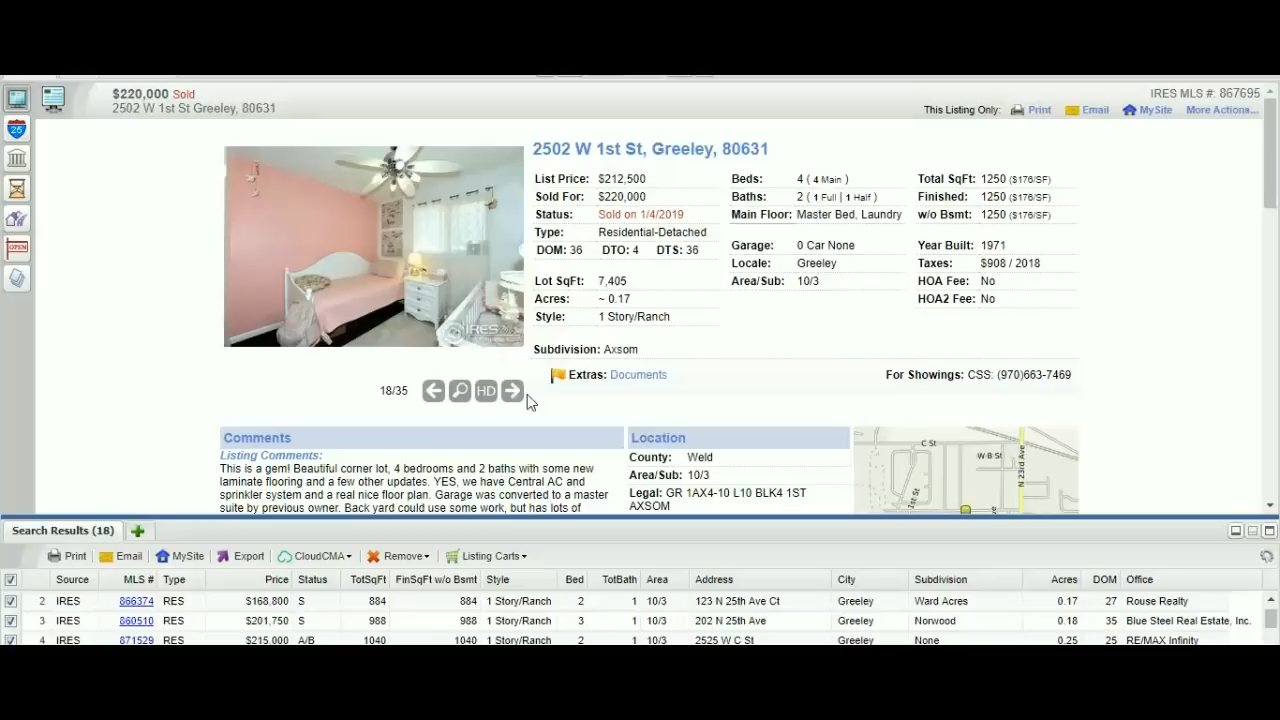 $220,000 Sold
2502 W 1st St Greeley, 80631
IRES MLS #: 867695
This Listing Only: Print Email MySite More Actions...
25
OPEN
2502 W 1st St, Greeley, 80631
List Price: $212,500 Beds: 4 ( 4 Main ) Total SqFt: 1250 ($176/SF)
Sold For: $220,000 Baths: 2 ( 1 Full | 1 Half ) Finished: 1250 ($176/SF)
Status: Sold on 1/4/2019 Main Floor: Master Bed, Laundry w/o Bsmt: 1250 ($176/SF)
Type: Residential-Detached Garage: 0 Car None Year Built: 1971
DOM: 36 DTO: 4 DTS: 36 Locale: Greeley Taxes: $908 / 2018
Lot SqFt: 7,405 Area/Sub: 10/3 HOA Fee: No
Acres: ~ 0.17 HOA2 Fee: No
Style: 1 Story/Ranch
Subdivision: Axsom
IRES
Extras: Documents For Showings: CSS: (970)663-7469
18/35 HD
Comments
Listing Comments:
This is a gem! Beautiful corner lot, 4 bedrooms and 2 baths with some new
laminate flooring and a few other updates. YES, we have Central AC and
sprinkler system and a real nice floor plan. Garage was converted to a master
suite by previous owner. Back yard could use some work, but has lots of
Location
County: Weld
Area/Sub: 10/3
Legal: GR 1AX4-10 L10 BLK4 1ST
AXSOM
C St
W B St
N 23rd Ave
Search Results (18)
Print Email MySite Export CloudCMA Remove Listing Carts
Source MLS # Type Price Status TotSqFt FinSqFt w/o Bsmt Style Bed TotBath Area Address City Subdivision Acres DOM Office
2 IRES 866374 RES $168,800 S 884 884 1 Story/Ranch 2 1 10/3 123 N 25th Ave Ct Greeley Ward Acres 0.17 27 Rouse Realty
3 IRES 860510 RES $201,750 S 988 988 1 Story/Ranch 3 1 10/3 202 N 25th Ave Greeley Norwood 0.18 35 Blue Steel Real Estate, Inc.
4 IRES 871529 RES $215,000 A/B 1040 1040 1 Story/Ranch 2 1 10/3 2525 W C St Greeley None 0.25 25 RE/MAX Infinity